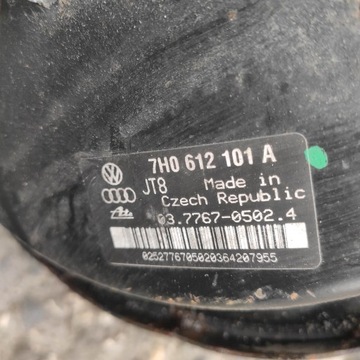 7H0 612 101 A
JT8 Made in
Czech Republic
03.7767-0502.4
0252776705020364207955